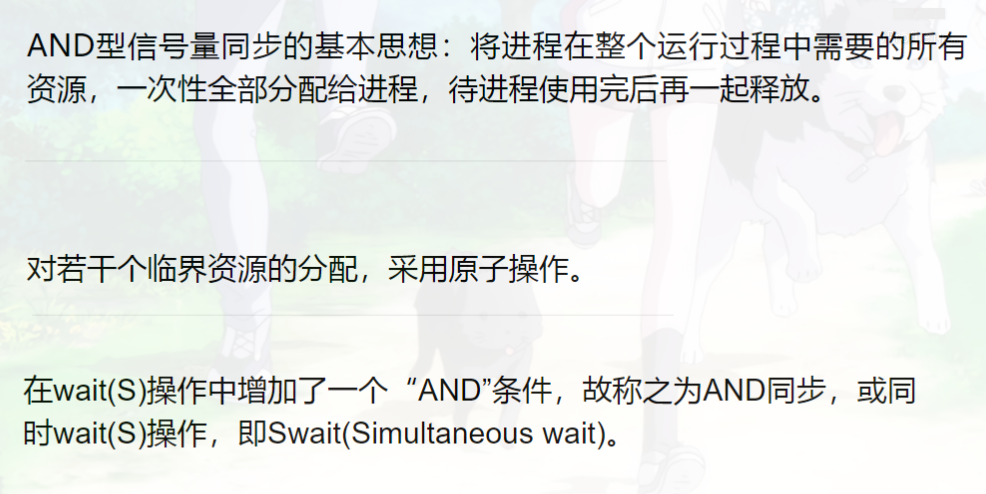 AND型信号量同步的基本思想：将进程在整个运行过程中需要的所有
资源，一次性全部分配给进程，待进程使用完后再一起释放。
对若干个临界资源的分配，采用原子操作。
在wait(S)操作中增加了一个“AND”条件，故称之为AND同步，或同
时wait(S)操作，即Swait(Simultaneous wait)。